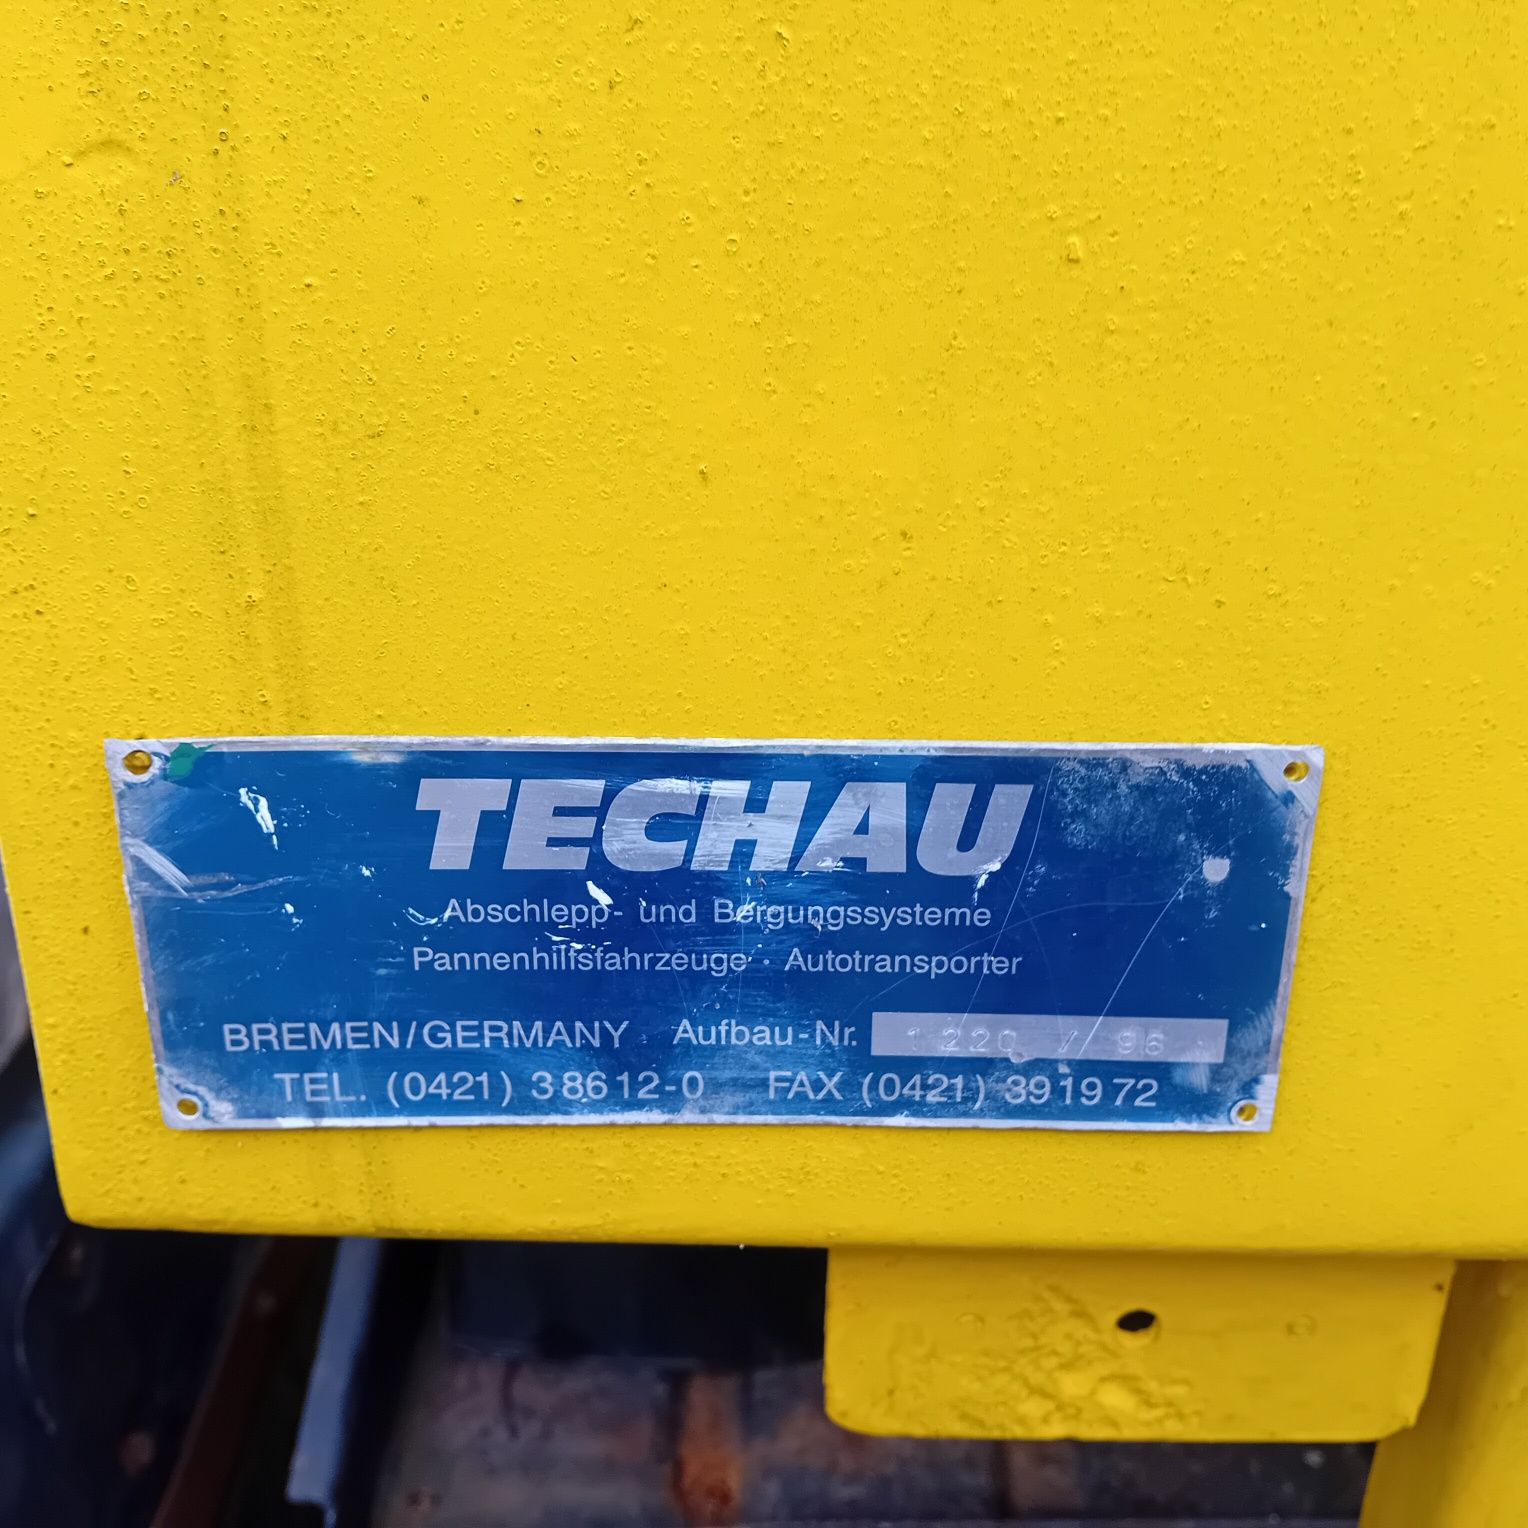 TECHAU
Abschlepp- und Bergungssysteme
Pannenhilfsfahrzeuge · Autotransporter
BREMEN/GERMANY Aufbau-Nr. 1220 / 96
TEL. (0421) 38612-0 FAX (0421) 391972